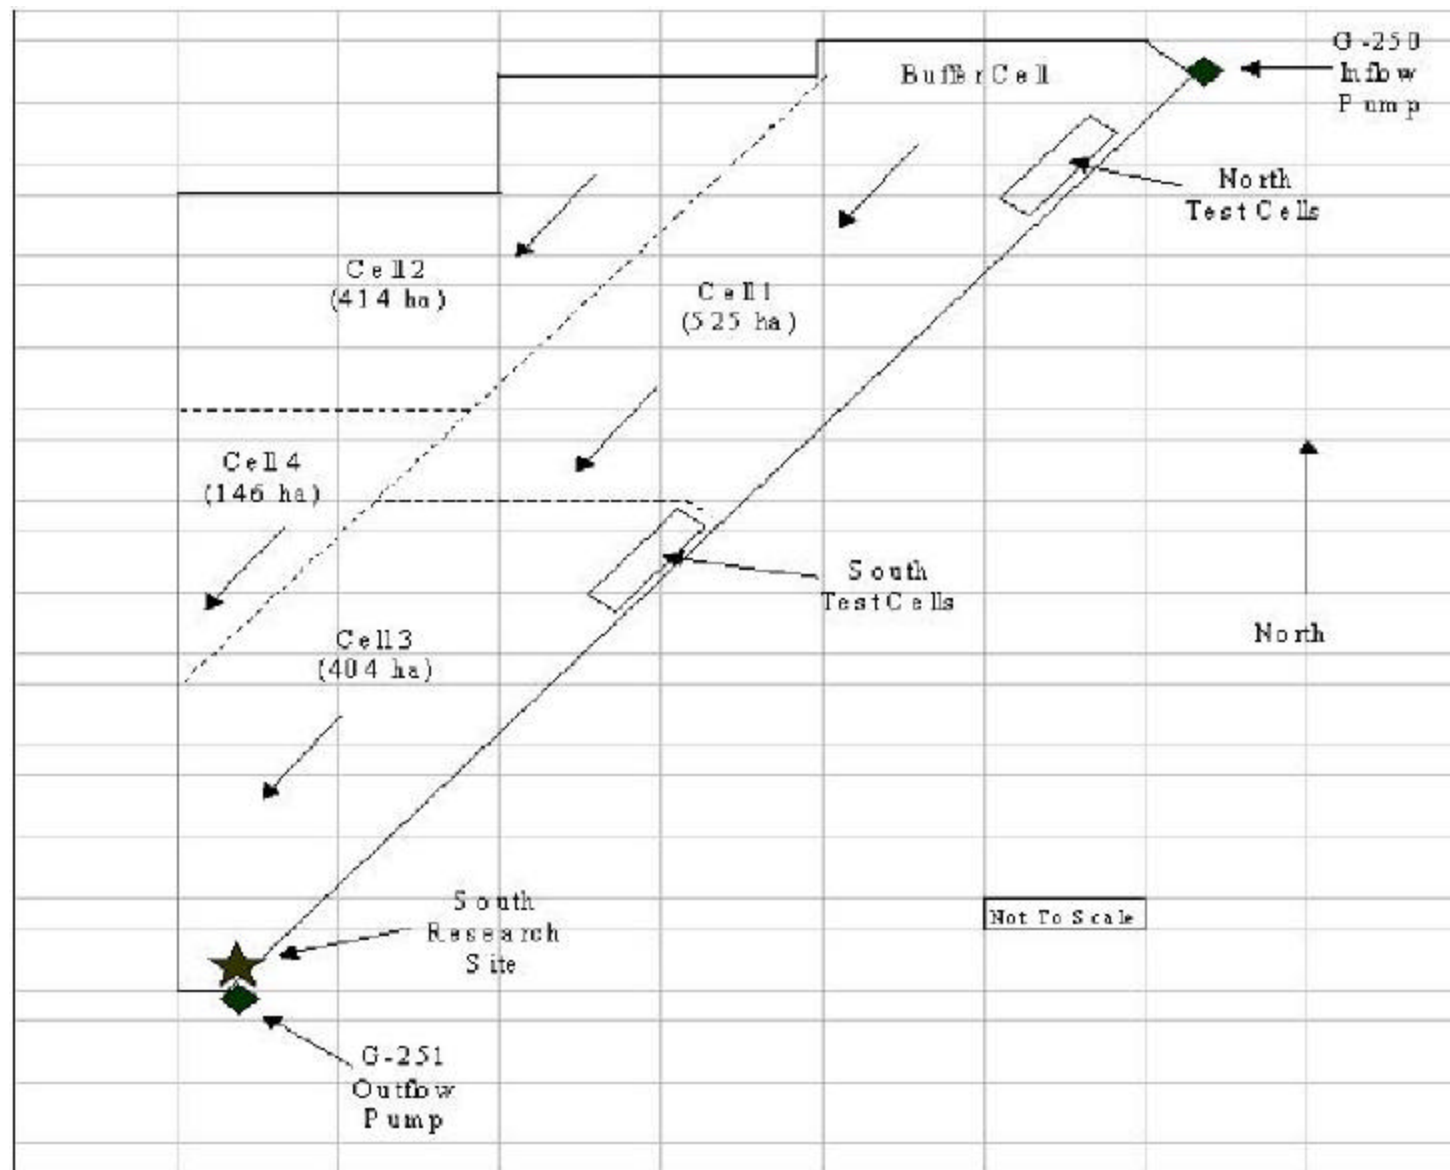 G-250
Inflow
Pump
Buffer Cell
North
Test Cells
Cell 2
(414 ha)
Cell 1
(525 ha)
Cell 4
(146 ha)
South
Test Cells
Cell 3
(404 ha)
North
South
Research
Site
Not To Scale
G-251
Outflow
Pump